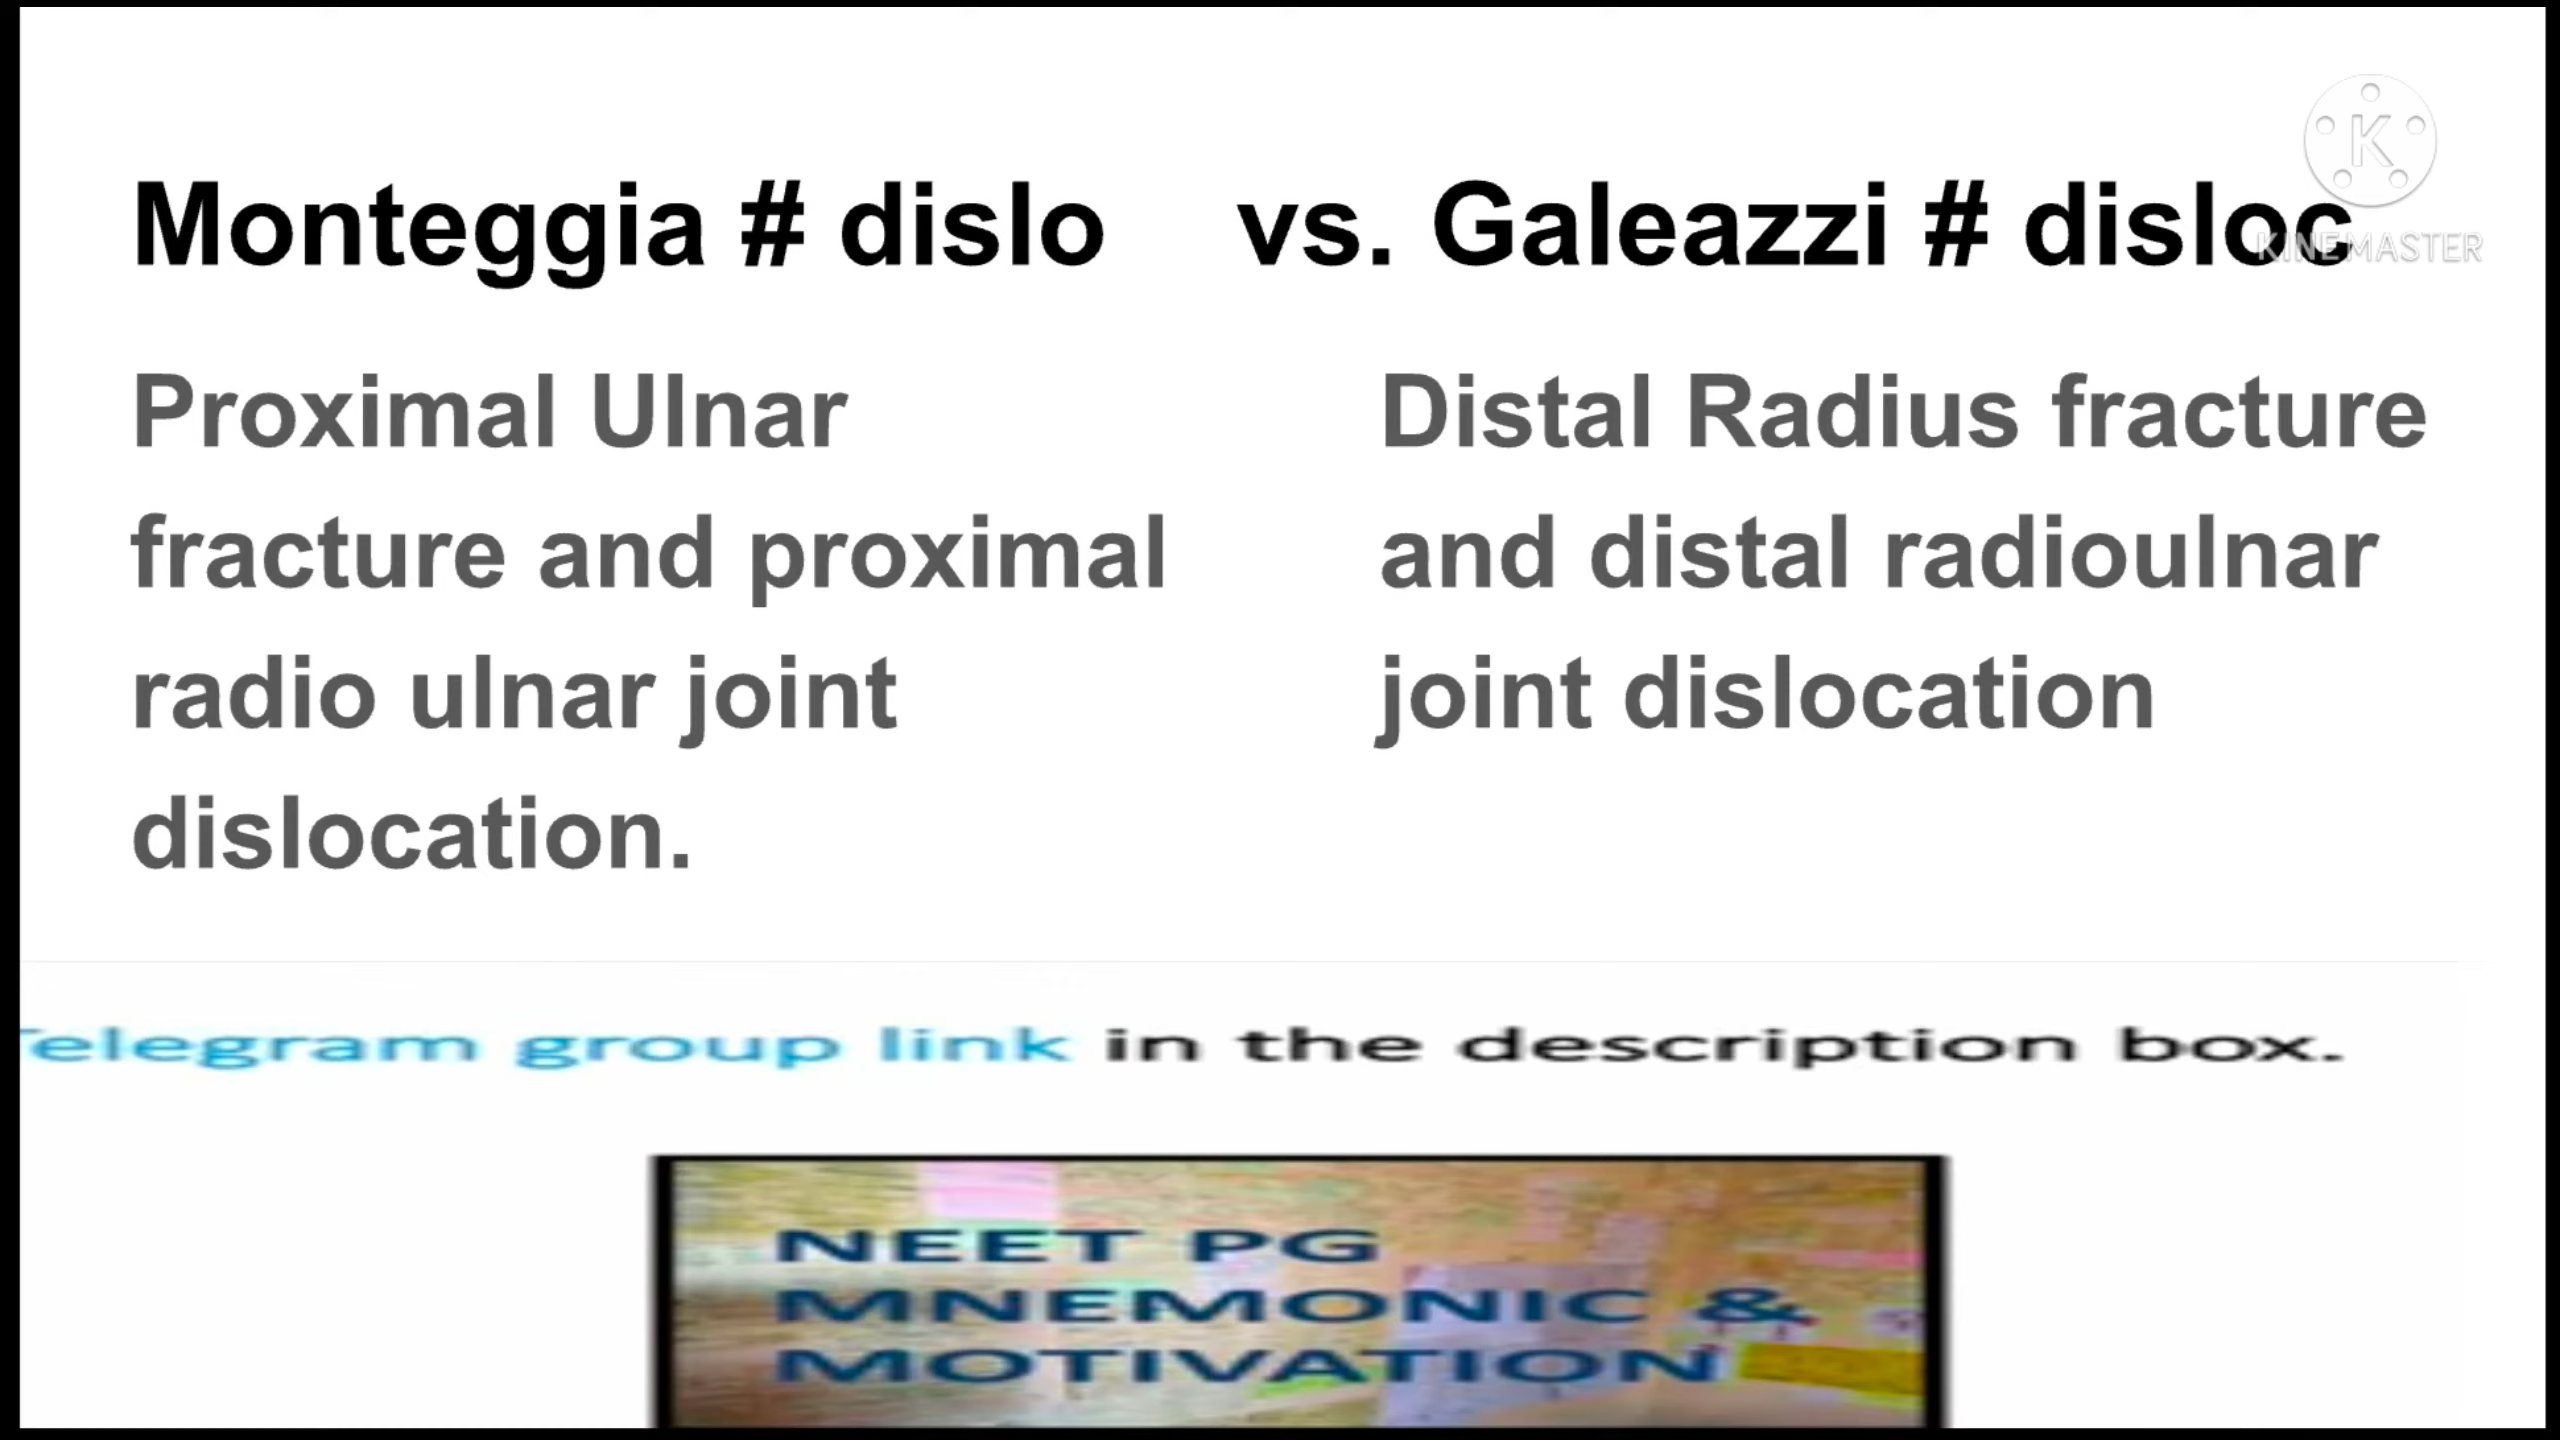 Monteggia # dislo vs. Galeazzi # disloc
KINEMASTER
Proximal Ulnar
fracture and proximal
radio ulnar joint
dislocation.
Distal Radius fracture
and distal radioulnar
joint dislocation
Telegram group link in the description box.
NEET PG
MNEMONIC &
MOTIVATION